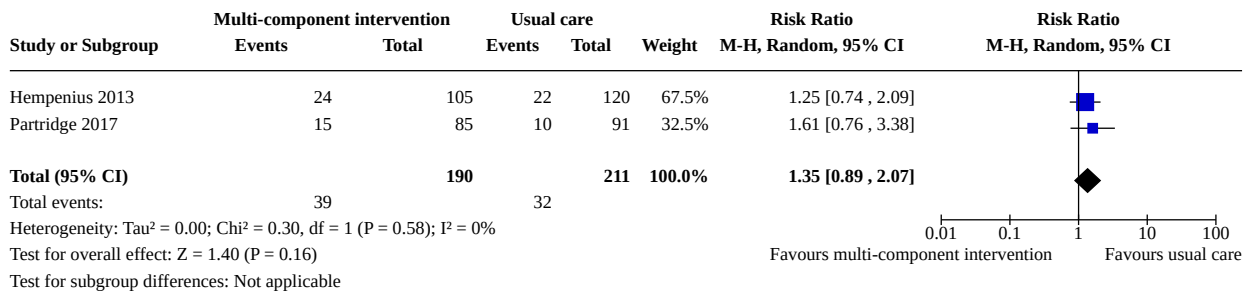 Multi-component intervention Usual care Risk Ratio Risk Ratio
Study or Subgroup Events Total Events Total Weight M-H, Random, 95% CI M-H, Random, 95% CI
Hempenius 2013 24 105 22 120 67.5% 1.25 [0.74 , 2.09]
Partridge 2017 15 85 10 91 32.5% 1.61 [0.76 , 3.38]
Total (95% CI) 190 211 100.0% 1.35 [0.89 , 2.07]
Total events: 39 32
Heterogeneity: Tau² = 0.00; Chi² = 0.30, df = 1 (P = 0.58); I² = 0%
0.01 0.1 1 10 100
Test for overall effect: Z = 1.40 (P = 0.16) Favours multi-component intervention Favours usual care
Test for subgroup differences: Not applicable